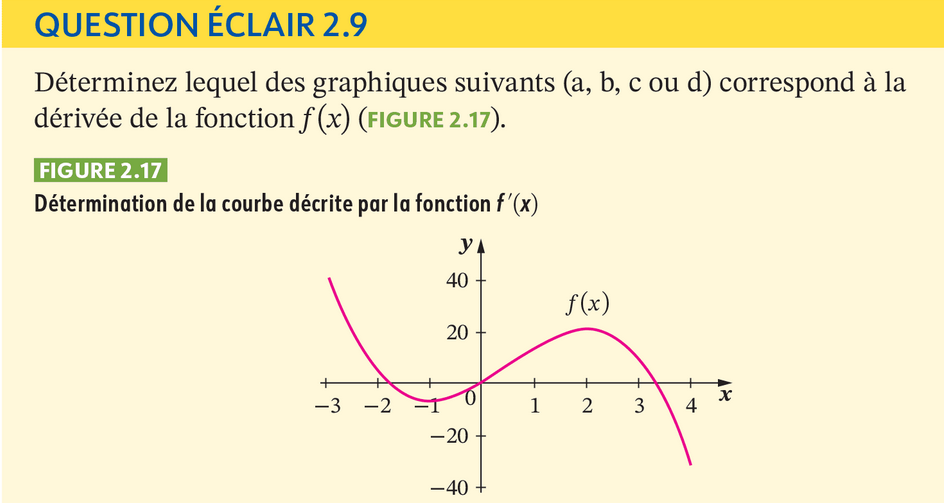 QUESTION ÉCLAIR 2.9
Déterminez lequel des graphiques suivants (a, b, c ou d) correspond à la
dérivée de la fonction f(x) (FIGURE 2.17).
FIGURE 2.17
Détermination de la courbe décrite par la fonction f′(x)
y
40
f(x)
20
−3 −2 −1 0 1 2 3 4 x
−20
−40